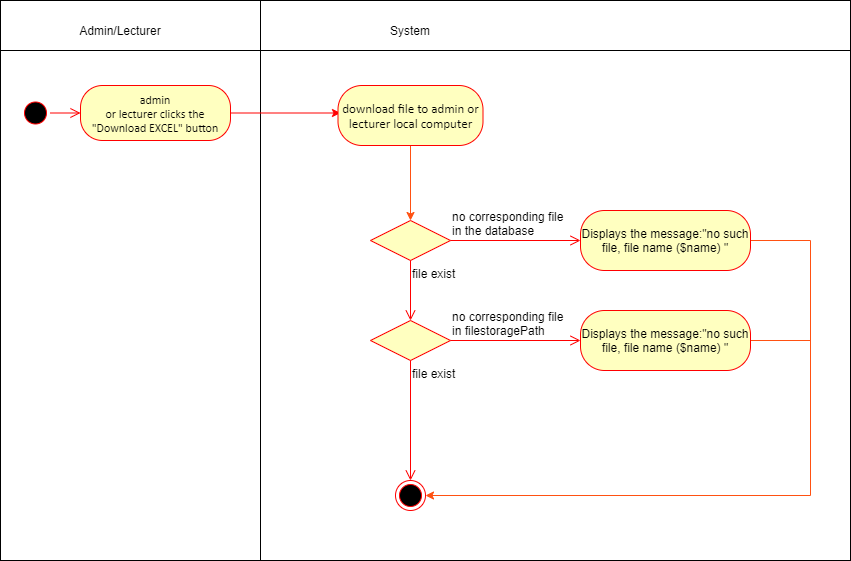 Admin/Lecturer
System
admin
or lecturer clicks the
"Download EXCEL" button
download file to admin or
lecturer local computer
no corresponding file
in the database
Displays the message:"no such
file, file name ($name) "
file exist
no corresponding file
in filestoragePath
Displays the message:"no such
file, file name ($name) "
file exist